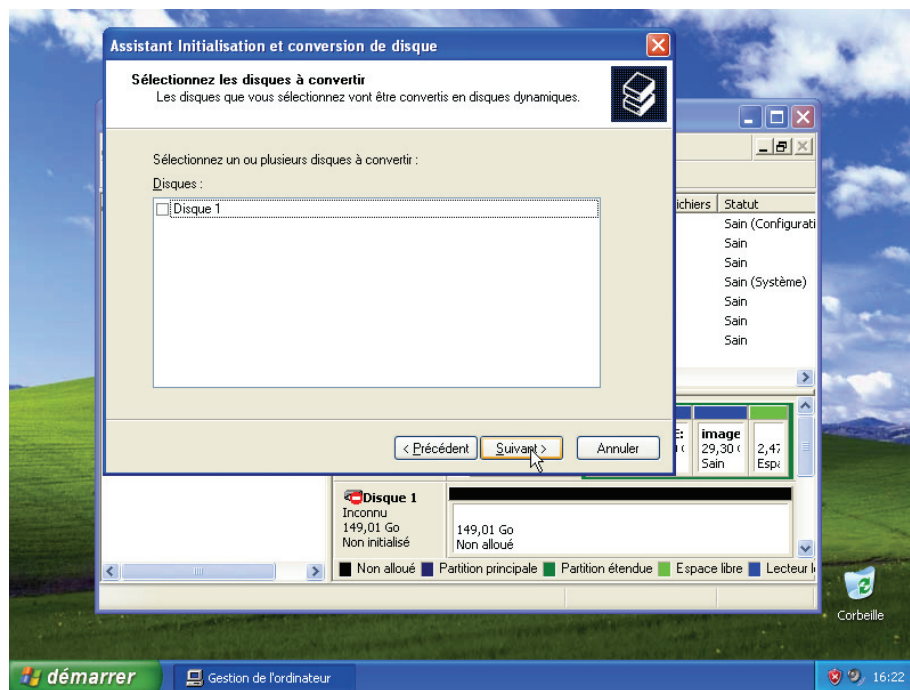 Assistant Initialisation et conversion de disque
Sélectionnez les disques à convertir
Les disques que vous sélectionnez vont être convertis en disques dynamiques.
Sélectionnez un ou plusieurs disques à convertir :
Disques :
Disque 1
< Précédent
Suivant >
Annuler
ichiers
Statut
Sain (Configurati
Sain
Sain
Sain (Système)
Sain
Sain
Sain
image
29,30
2,47
Sain
Disque 1
Inconnu
149,01 Go
Non initialisé
149,01 Go
Non alloué
Non alloué
Partition principale
Partition étendue
Espace libre
Lecteur
Corbeille
démarrer
Gestion de l'ordinateur
16:22